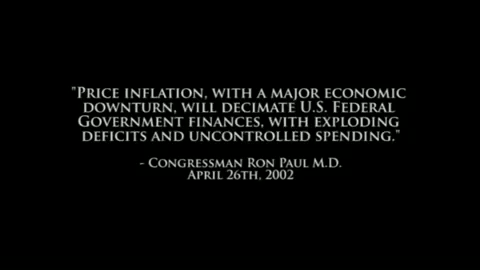 "Price inflation, with a major economic
downturn, will decimate U.S. Federal
Government finances, with exploding
deficits and uncontrolled spending."
- Congressman Ron Paul M.D.
April 26th, 2002